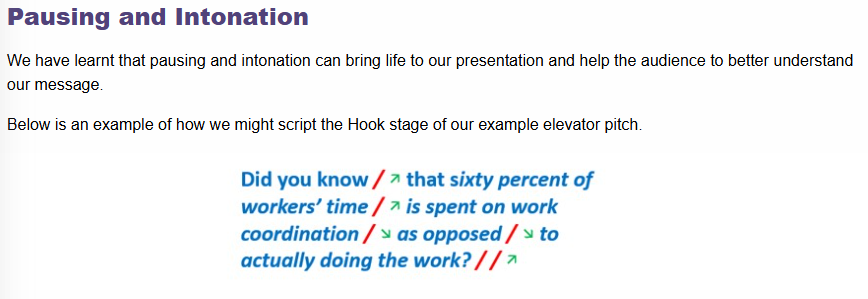 Pausing and Intonation
We have learnt that pausing and intonation can bring life to our presentation and help the audience to better understand
our message.
Below is an example of how we might script the Hook stage of our example elevator pitch.
Did you know / ↗ that sixty percent of
workers' time / ↗ is spent on work
coordination / ↘ as opposed / ↘ to
actually doing the work? / / ↗